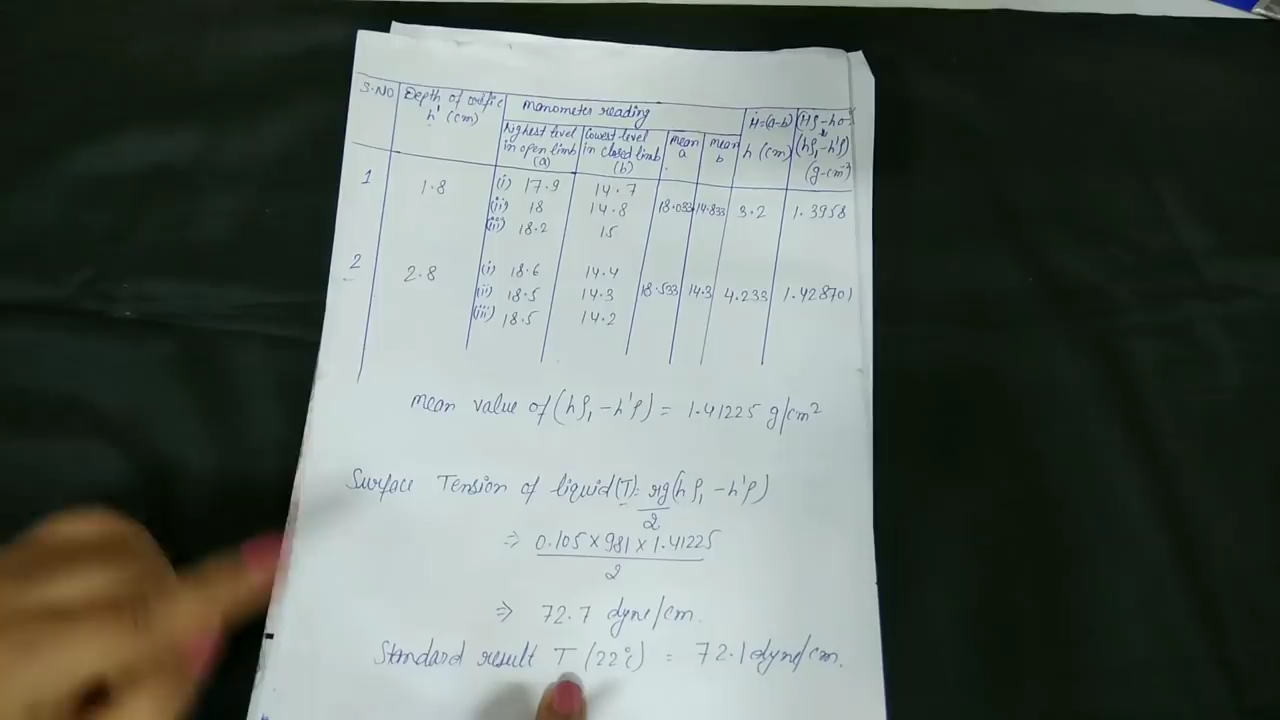 S.NO Depth of orific h' (cm) manometer reading H=(a-b) h (cm) (Hρ-hσ) (hρ₁-h'ρ) (g-cm⁻²)
highest level in open limb (a) lowest level in closed limb (b) mean a mean b
1 1.8 (i) 17.9 14.7
(ii) 18 14.8 18.033 14.833 3.2 1.3958
(iii) 18.2 15
2 2.8 (i) 18.6 14.4
(ii) 18.5 14.3 18.533 14.3 4.233 1.428701
(iii) 18.5 14.2
mean value of (hρ₁-h'ρ) = 1.41225 g/cm²
Surface Tension of liquid(T) = rg(hρ₁-h'ρ)
2
⇒ 0.105 × 981 × 1.41225
2
⇒ 72.7 dyne/cm.
Standard result T (22°c) = 72.1 dyne/cm.